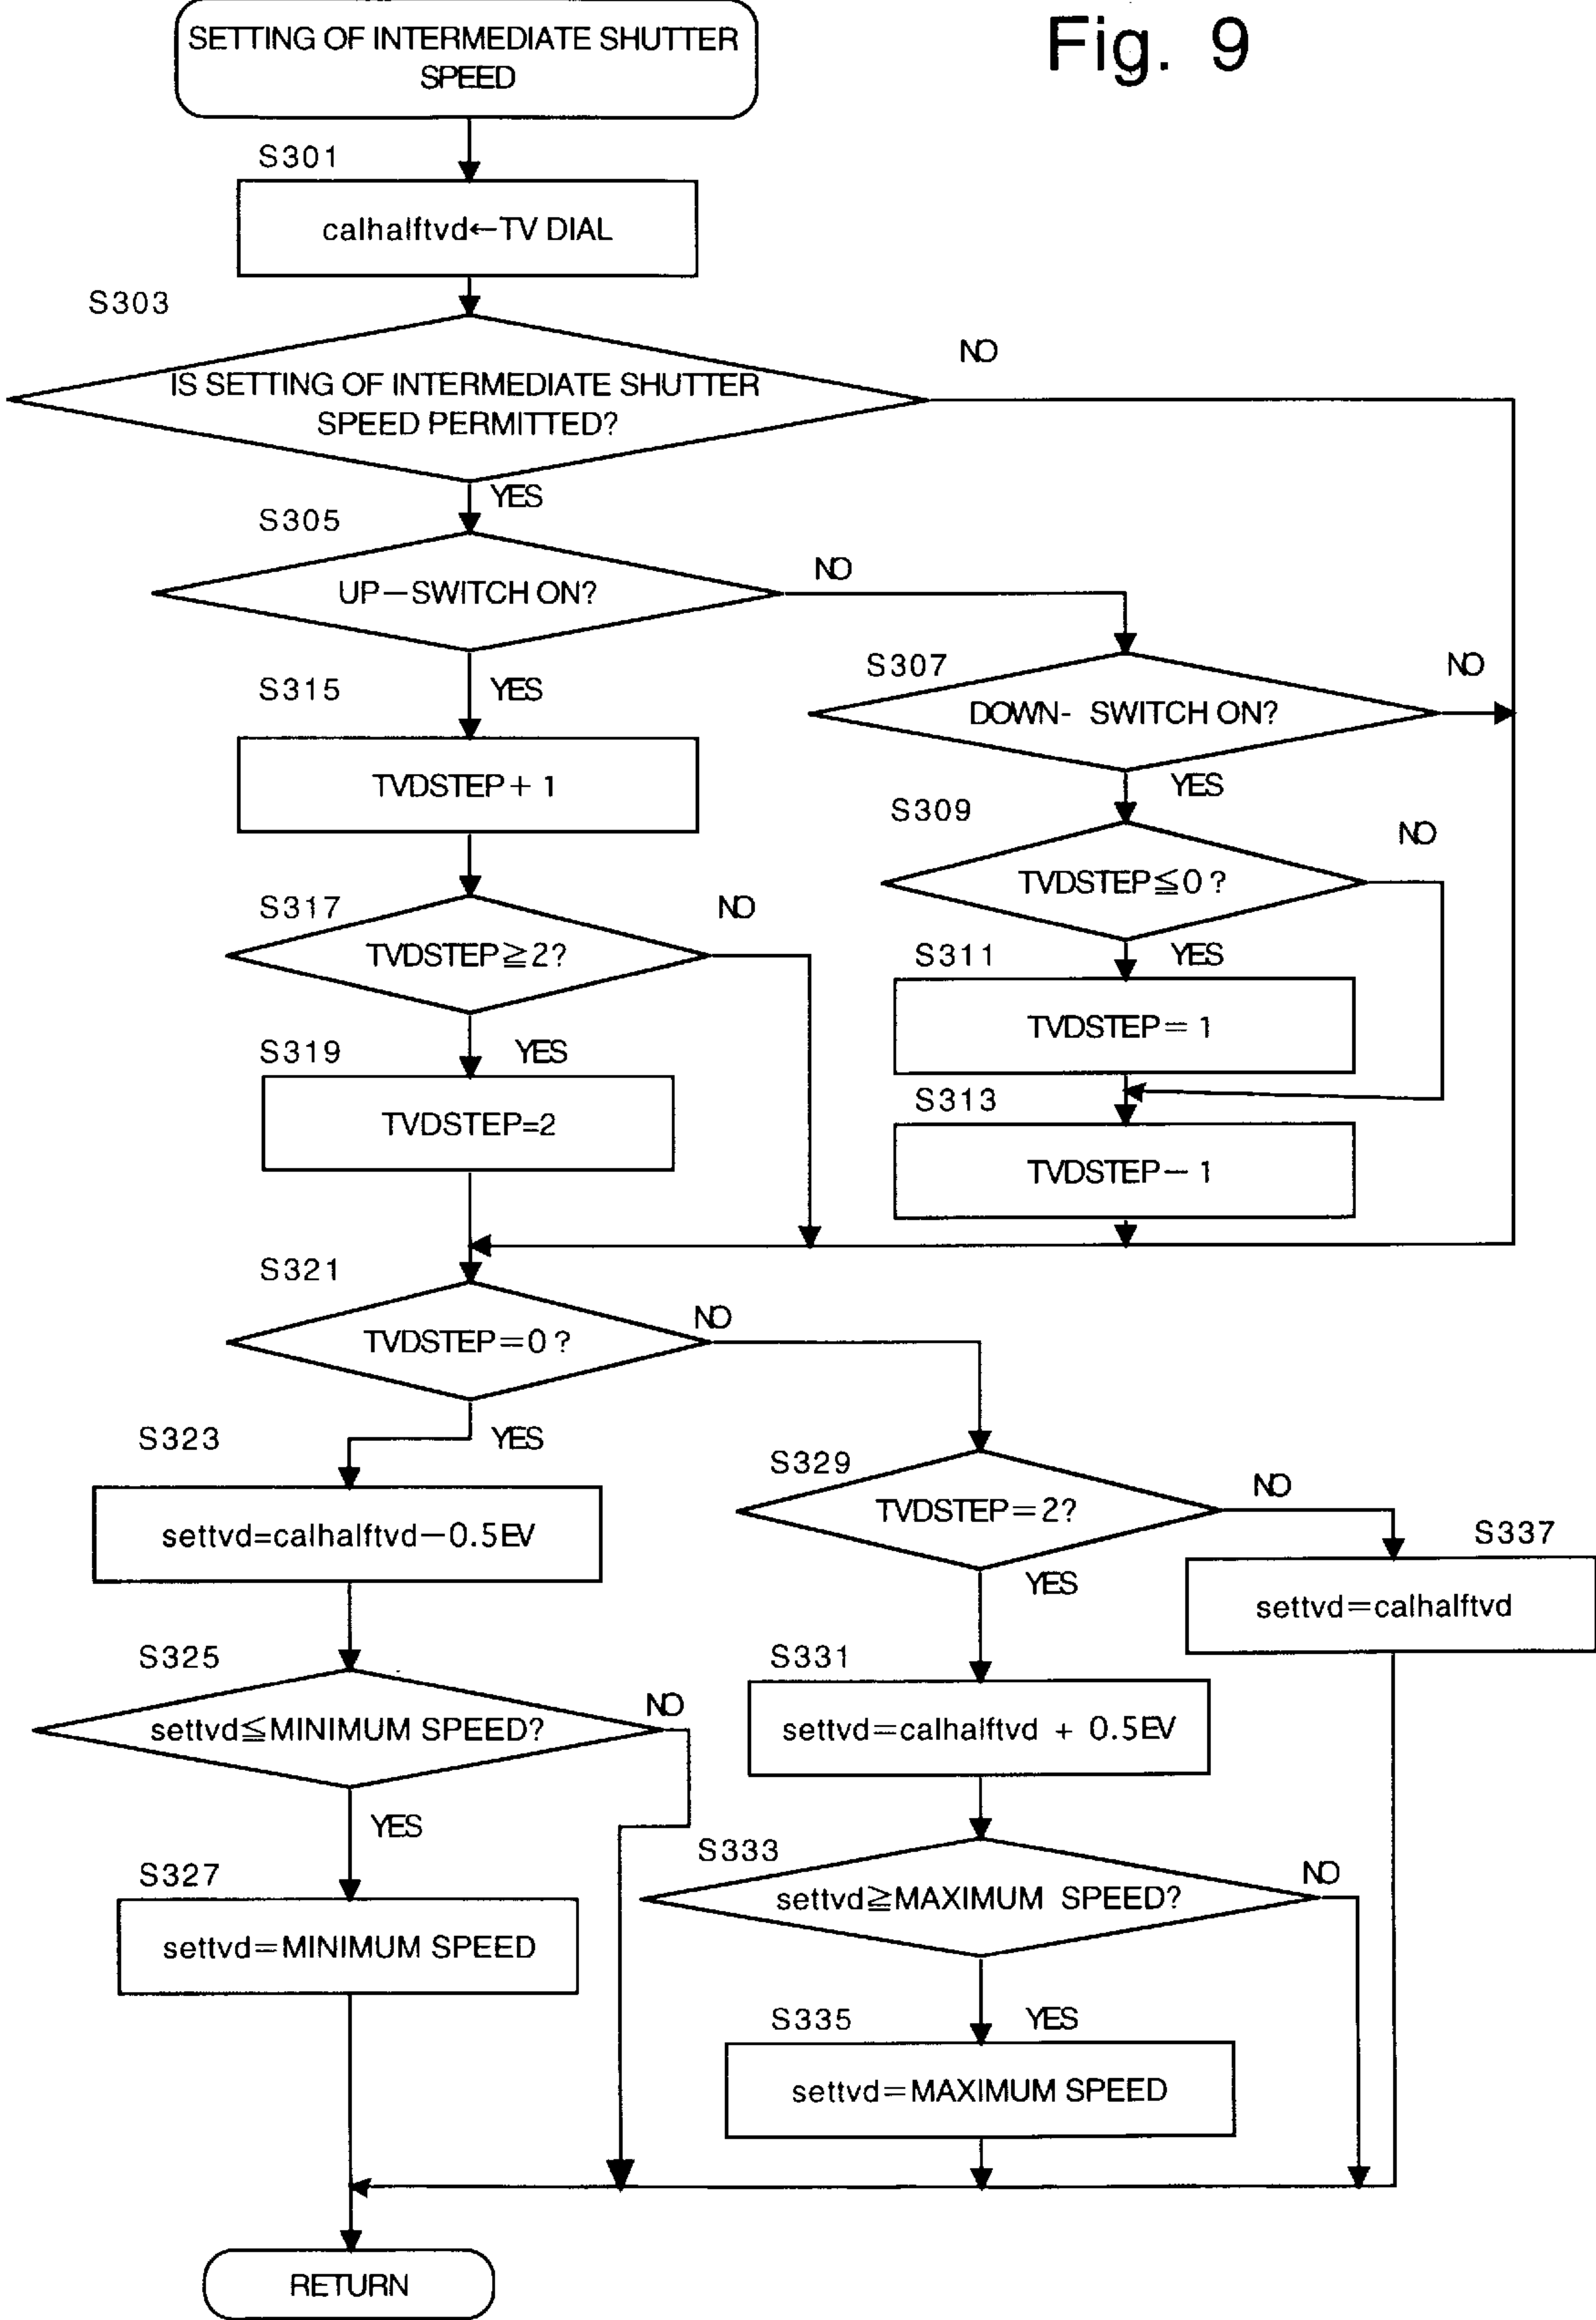 Fig. 9
SETTING OF INTERMEDIATE SHUTTER
SPEED
S301
calhalftvd←TV DIAL
S303
IS SETTING OF INTERMEDIATE SHUTTER
SPEED PERMITTED?
NO
YES
S305
UP-SWITCH ON?
NO
YES
S307
DOWN- SWITCH ON?
NO
YES
S309
TVDSTEP≦0?
NO
YES
S311
TVDSTEP=1
S313
TVDSTEP-1
S315
TVDSTEP+1
S317
TVDSTEP≧2?
NO
YES
S319
TVDSTEP=2
S321
TVDSTEP=0?
NO
YES
S323
settvd=calhalftvd-0.5EV
S325
settvd≦MINIMUM SPEED?
NO
YES
S327
settvd=MINIMUM SPEED
S329
TVDSTEP=2?
NO
YES
S337
settvd=calhalftvd
S331
settvd=calhalftvd + 0.5EV
S333
settvd≧MAXIMUM SPEED?
NO
YES
S335
settvd=MAXIMUM SPEED
RETURN